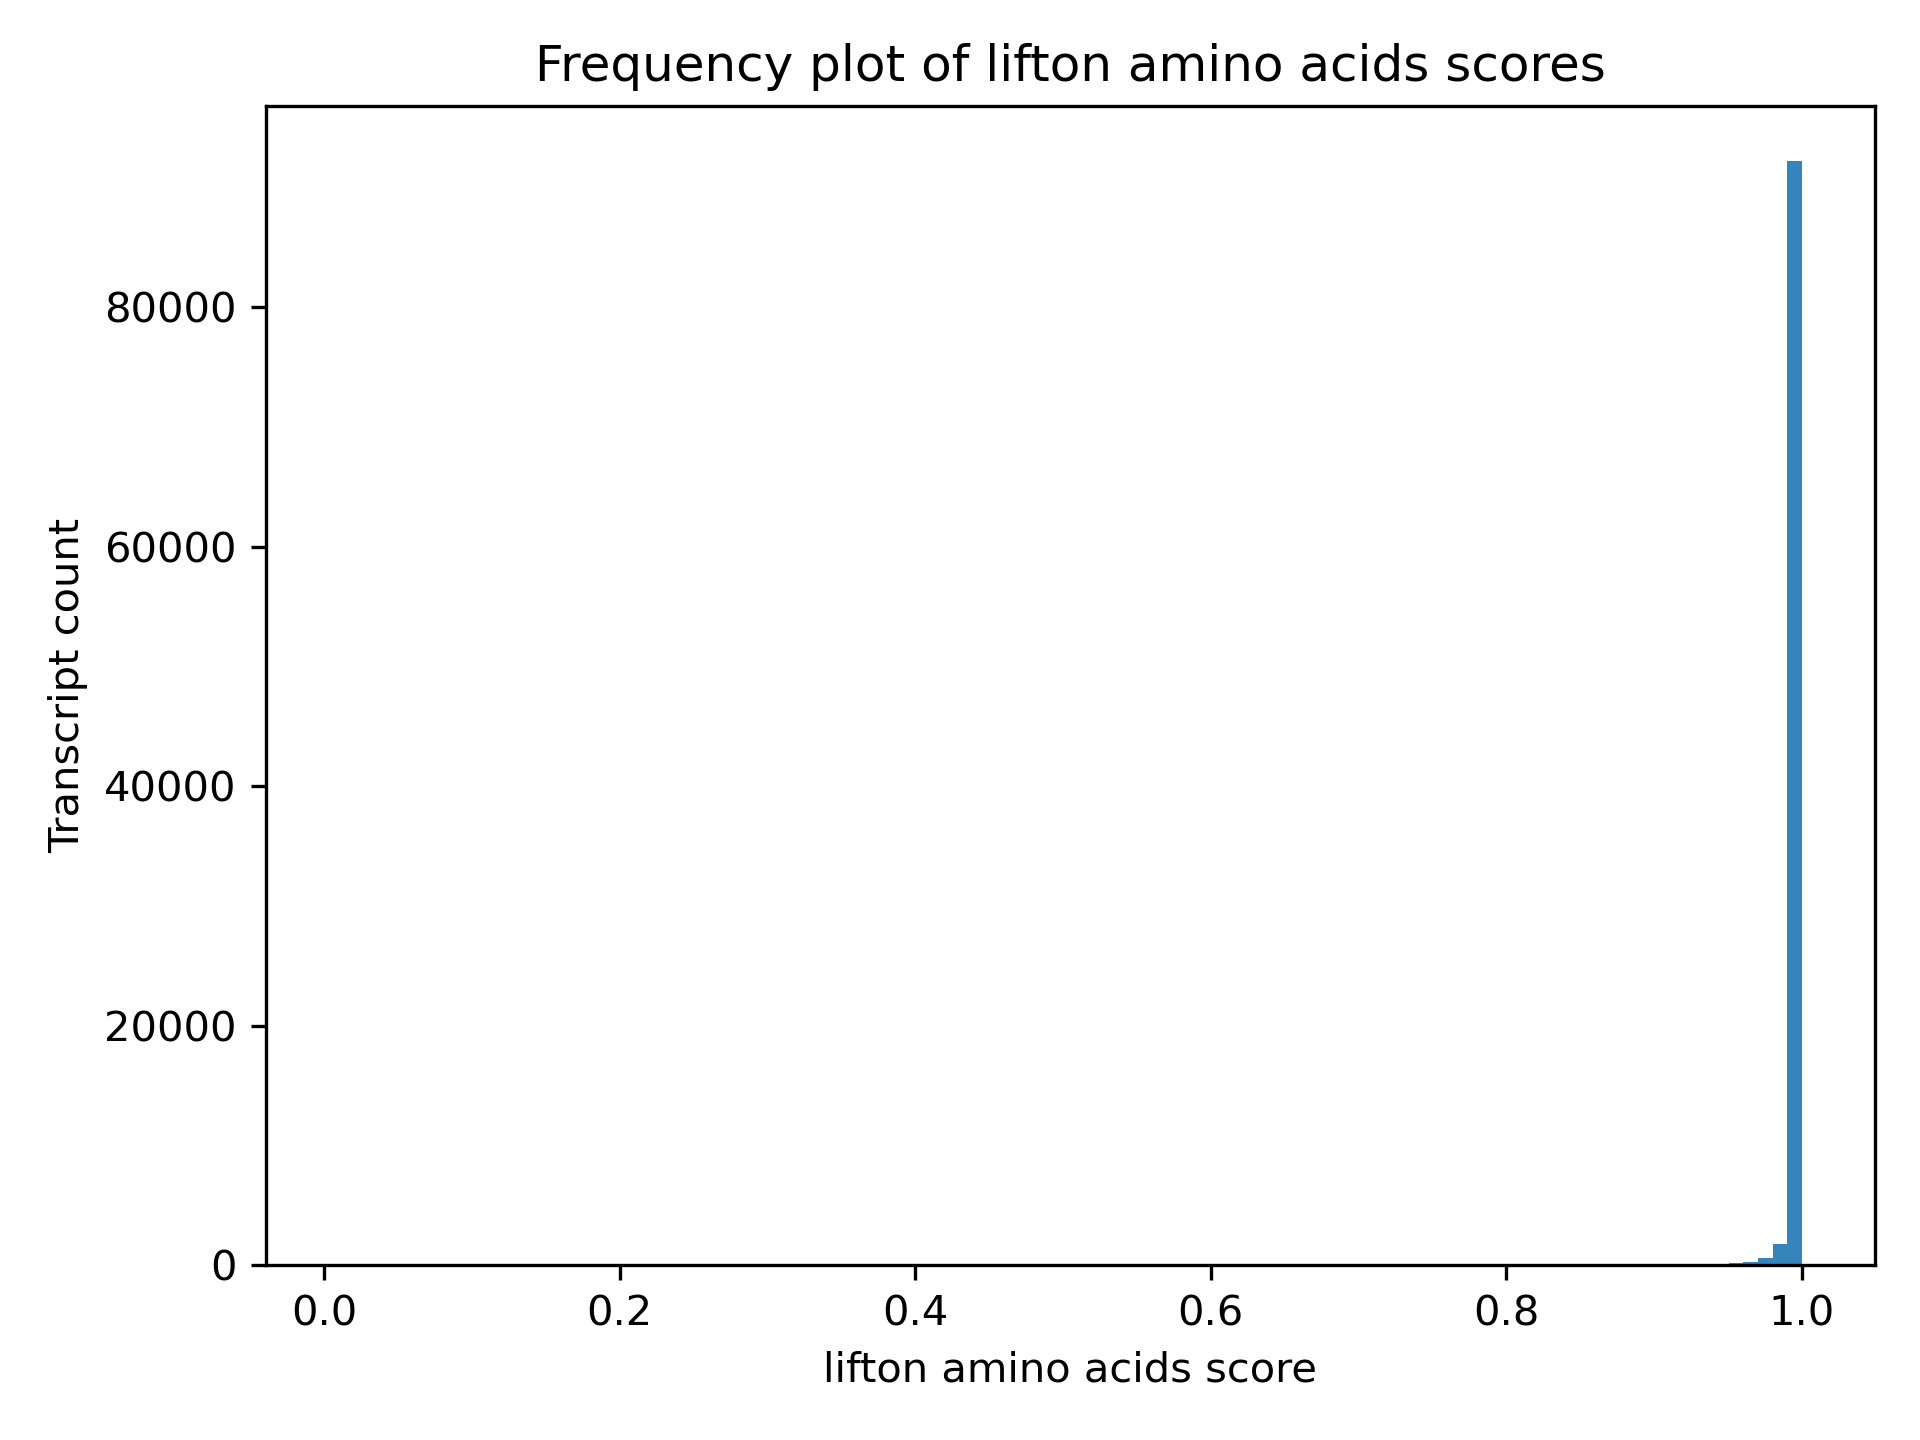 Frequency plot of lifton amino acids scores
Transcript count
80000
60000
40000
20000
0
0.0 0.2 0.4 0.6 0.8 1.0
lifton amino acids score